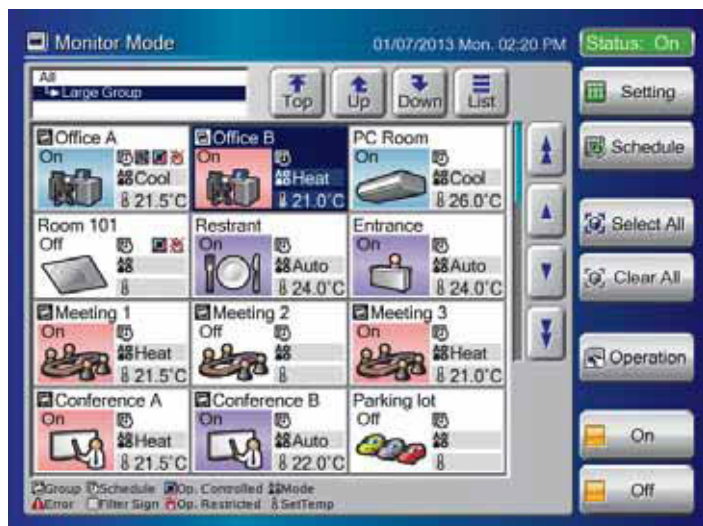 Monitor Mode 01/07/2013 Mon. 02:20 PM Status: On
All
Large Group
Top Up Down List
Setting
Schedule
Select All
Clear All
Operation
On
Off
Office A
On
Cool
21.5°C
Office B
On
Heat
21.0°C
PC Room
On
Cool
26.0°C
Room 101
Off
Restrant
On
Auto
24.0°C
Entrance
On
Auto
24.0°C
Meeting 1
On
Heat
21.5°C
Meeting 2
Off
Meeting 3
On
Heat
21.0°C
Conference A
On
Heat
21.5°C
Conference B
On
Auto
22.0°C
Parking lot
Off
Group Schedule Op. Controlled Mode
Error Filter Sign Op. Restricted SetTemp